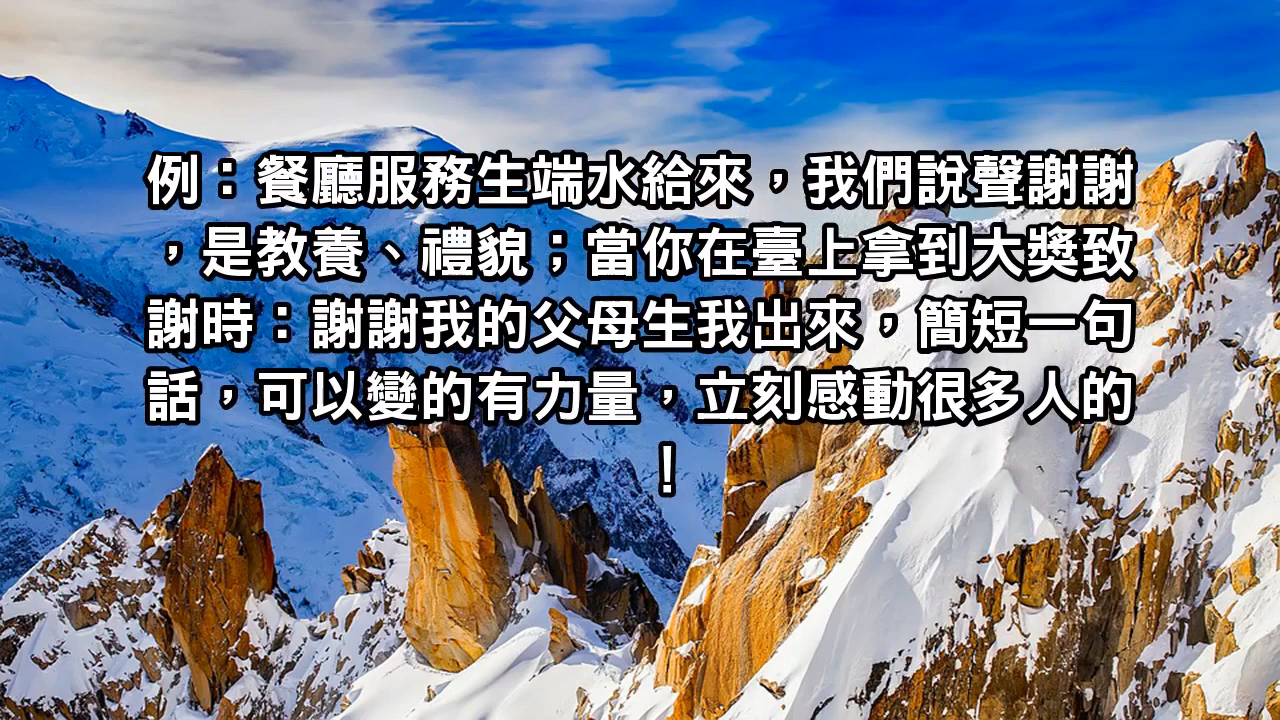 例：餐廳服務生端水給來，我們說聲謝謝
，是教養、禮貌；當你在臺上拿到大獎致
謝時：謝謝我的父母生我出來，簡短一句
話，可以變的有力量，立刻感動很多人的
！